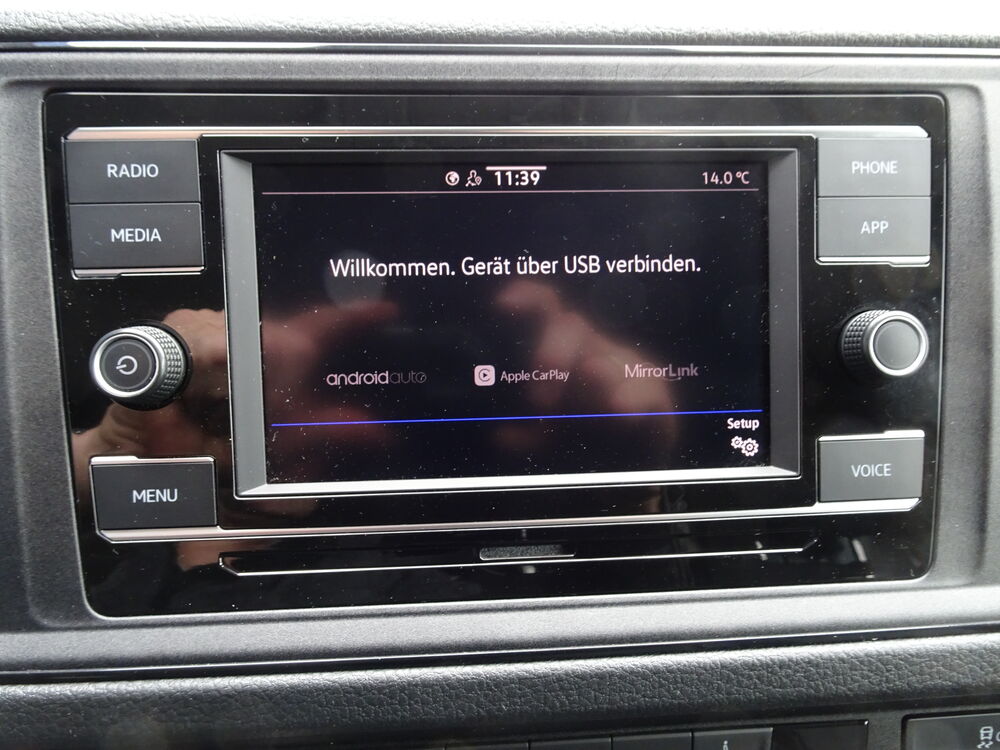 RADIO
MEDIA
MENU
11:39
14.0 °C
Willkommen. Gerät über USB verbinden.
androidauto
Apple CarPlay
MirrorLink
Setup
PHONE
APP
VOICE